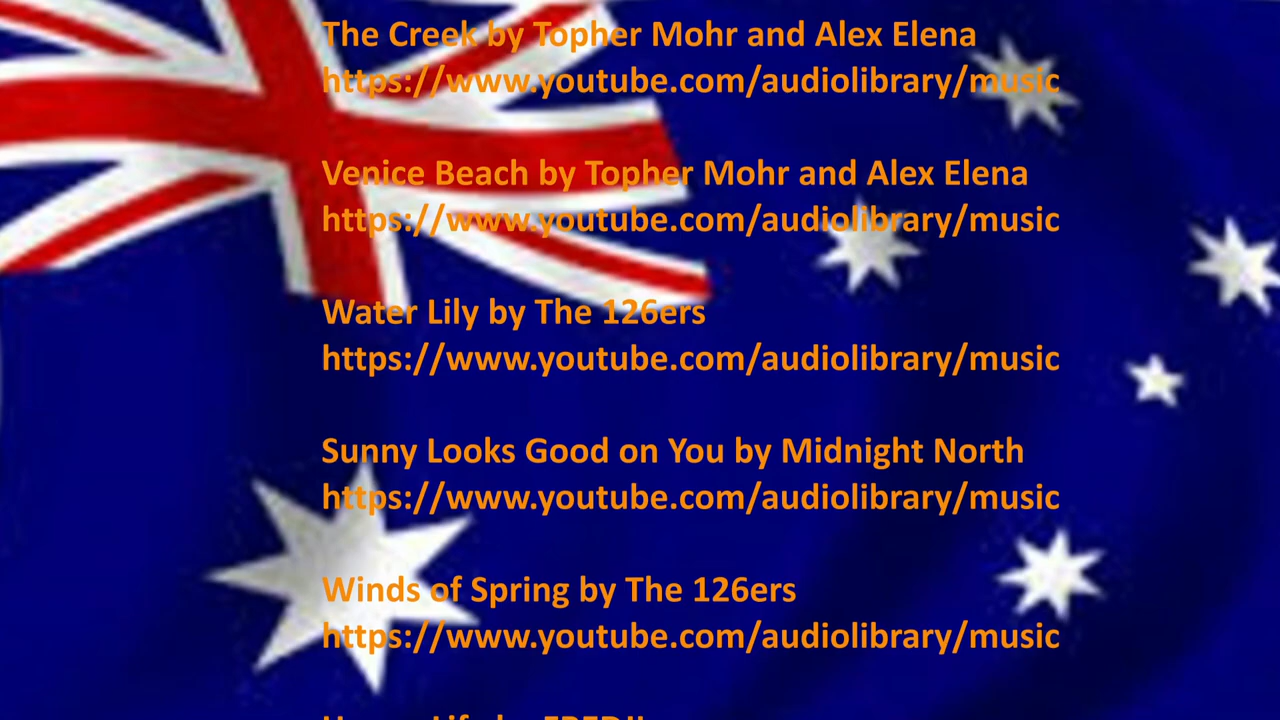 The Creek by Topher Mohr and Alex Elena
https://www.youtube.com/audiolibrary/music
Venice Beach by Topher Mohr and Alex Elena
https://www.youtube.com/audiolibrary/music
Water Lily by The 126ers
https://www.youtube.com/audiolibrary/music
Sunny Looks Good on You by Midnight North
https://www.youtube.com/audiolibrary/music
Winds of Spring by The 126ers
https://www.youtube.com/audiolibrary/music